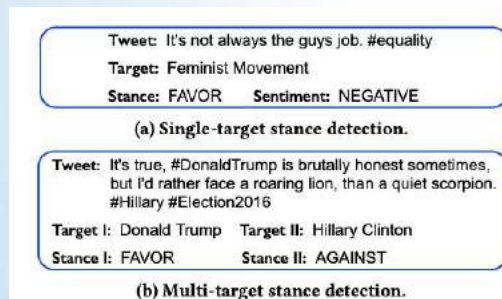 Tweet: It's not always the guys job. #equality
Target: Feminist Movement
Stance: FAVOR Sentiment: NEGATIVE
(a) Single-target stance detection.
Tweet: It's true, #DonaldTrump is brutally honest sometimes,
but I'd rather face a roaring lion, than a quiet scorpion.
#Hillary #Election2016
Target I: Donald Trump Target II: Hillary Clinton
Stance I: FAVOR Stance II: AGAINST
(b) Multi-target stance detection.